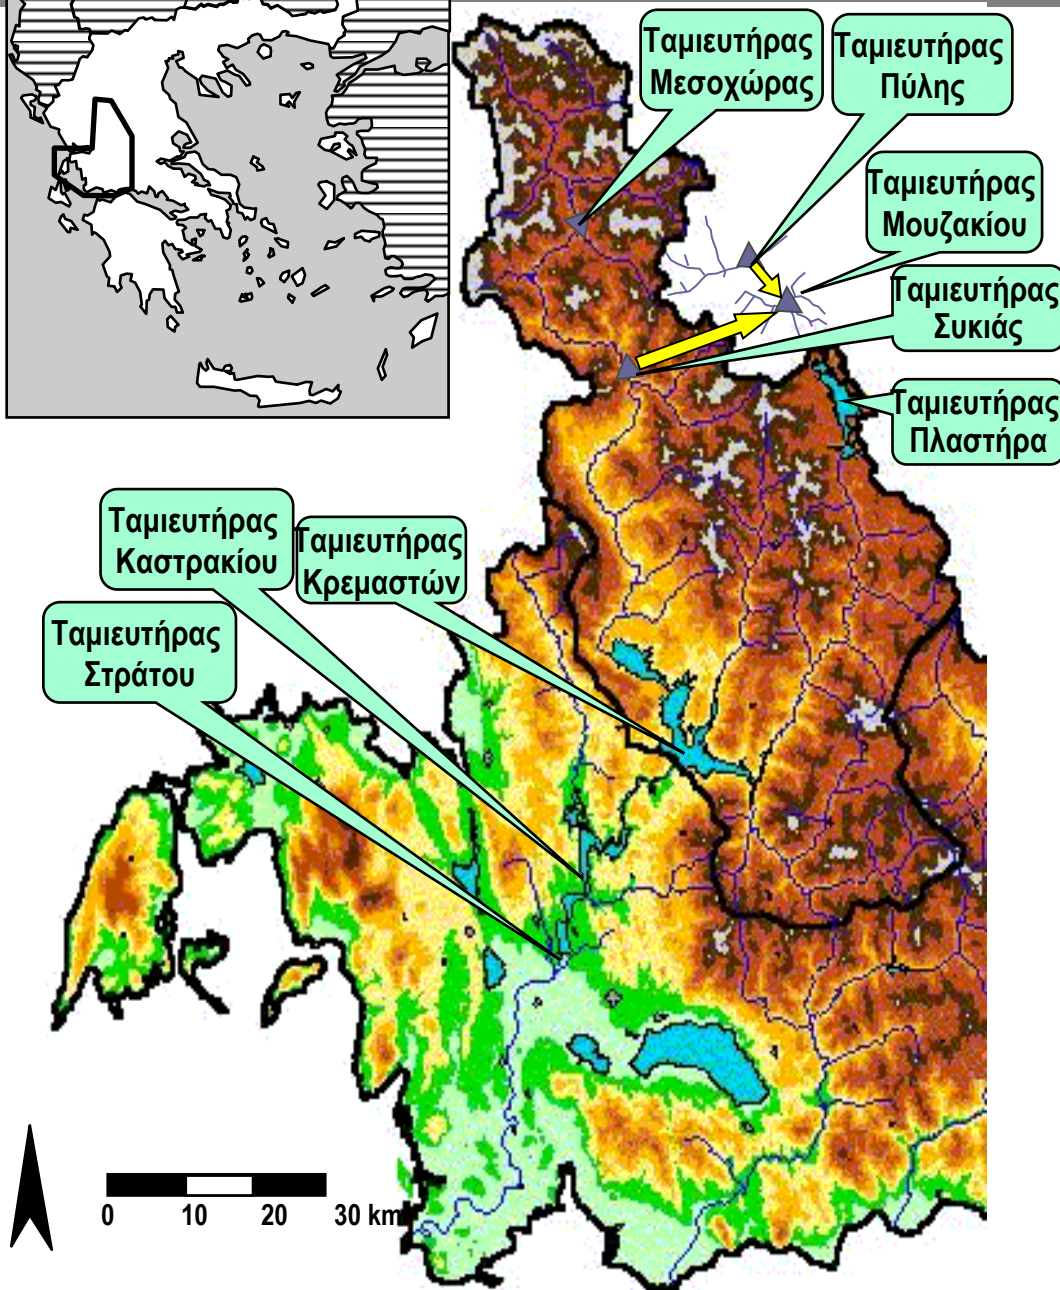 Ταμιευτήρας
Μεσοχώρας
Ταμιευτήρας
Πύλης
Ταμιευτήρας
Μουζακίου
Ταμιευτήρας
Συκιάς
Ταμιευτήρας
Πλαστήρα
Ταμιευτήρας
Καστρακίου
Ταμιευτήρας
Κρεμαστών
Ταμιευτήρας
Στράτου
0 10 20 30 km